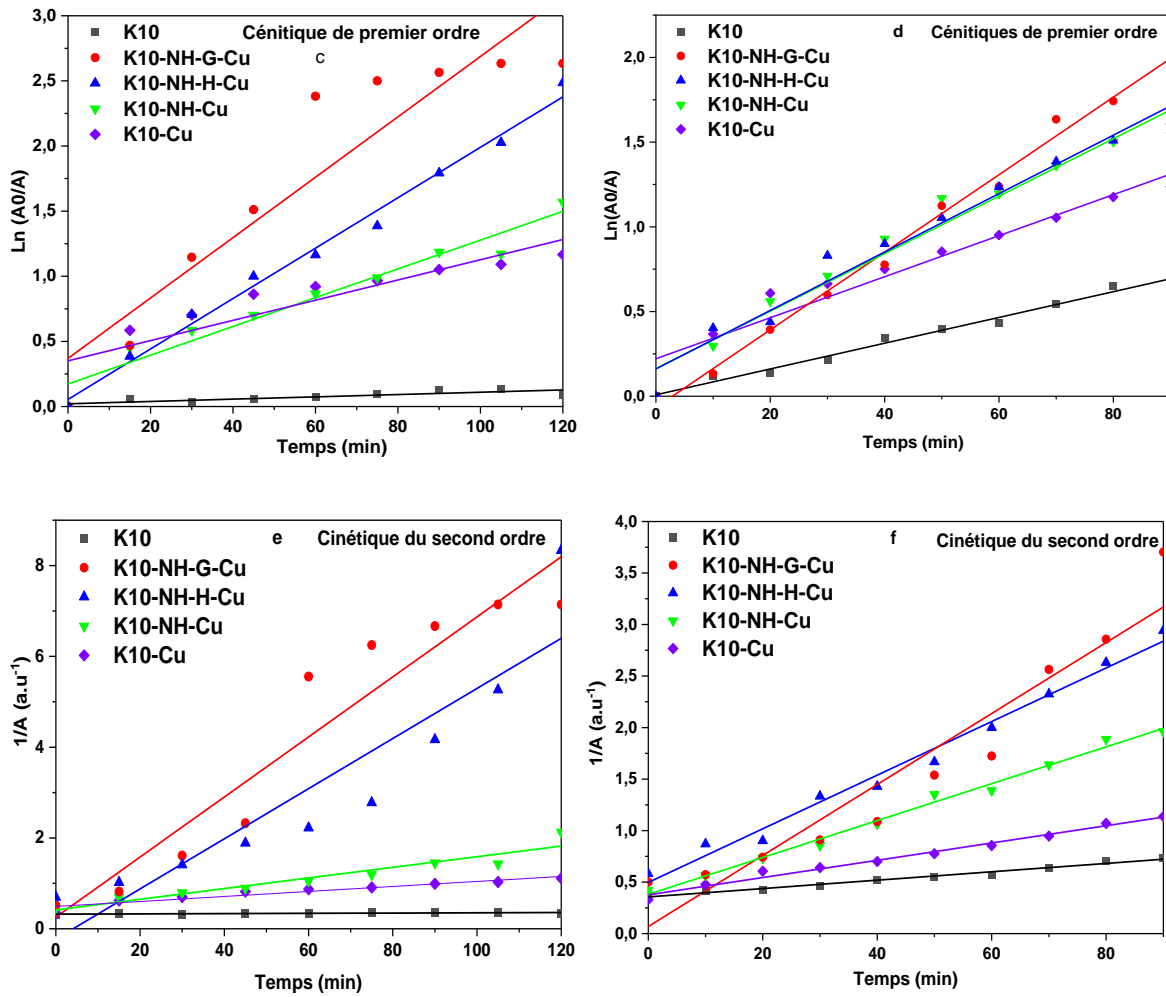 c Cénitique de premier ordre
K10
K10-NH-G-Cu
K10-NH-H-Cu
K10-NH-Cu
K10-Cu
Ln (A0/A)
3,0
2,5
2,0
1,5
1,0
0,5
0,0
0 20 40 60 80 100 120
Temps (min)
d Cénitiques de premier ordre
K10
K10-NH-G-Cu
K10-NH-H-Cu
K10-NH-Cu
K10-Cu
Ln(A0/A)
2,0
1,5
1,0
0,5
0,0
0 20 40 60 80
Temps (min)
e Cinétique du second ordre
K10
K10-NH-G-Cu
K10-NH-H-Cu
K10-NH-Cu
K10-Cu
1/A (a.u⁻¹)
8
6
4
2
0
0 20 40 60 80 100 120
Temps (min)
f Cinétique du second ordre
K10
K10-NH-G-Cu
K10-NH-H-Cu
K10-NH-Cu
K10-Cu
1/A (a.u⁻¹)
4,0
3,5
3,0
2,5
2,0
1,5
1,0
0,5
0,0
0 20 40 60 80
Temps (min)